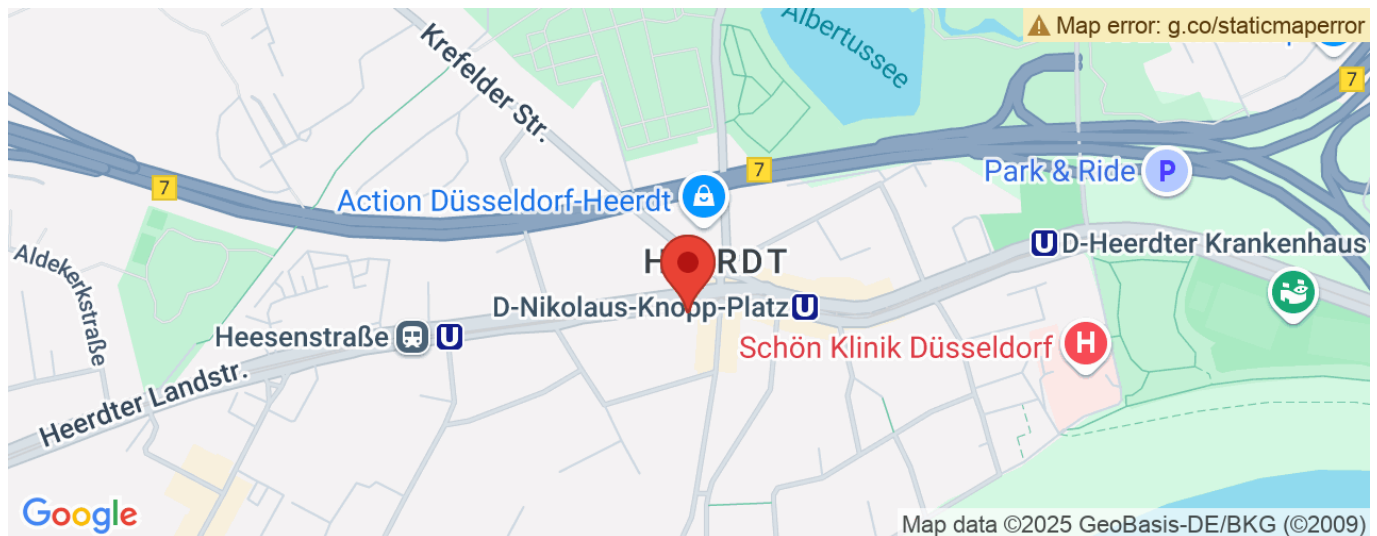 Map error: g.co/staticmaperror
Albertussee
Krefelder Str.
7
7
Park & Ride P
7
Action Düsseldorf-Heerdt
U D-Heerdter Krankenhaus
Aldekerkstraße
D-Nikolaus-Knopp-Platz U
Heesenstraße U
Schön Klinik Düsseldorf H
Heerdter Landstr.
Google
Map data ©2025 GeoBasis-DE/BKG (©2009)